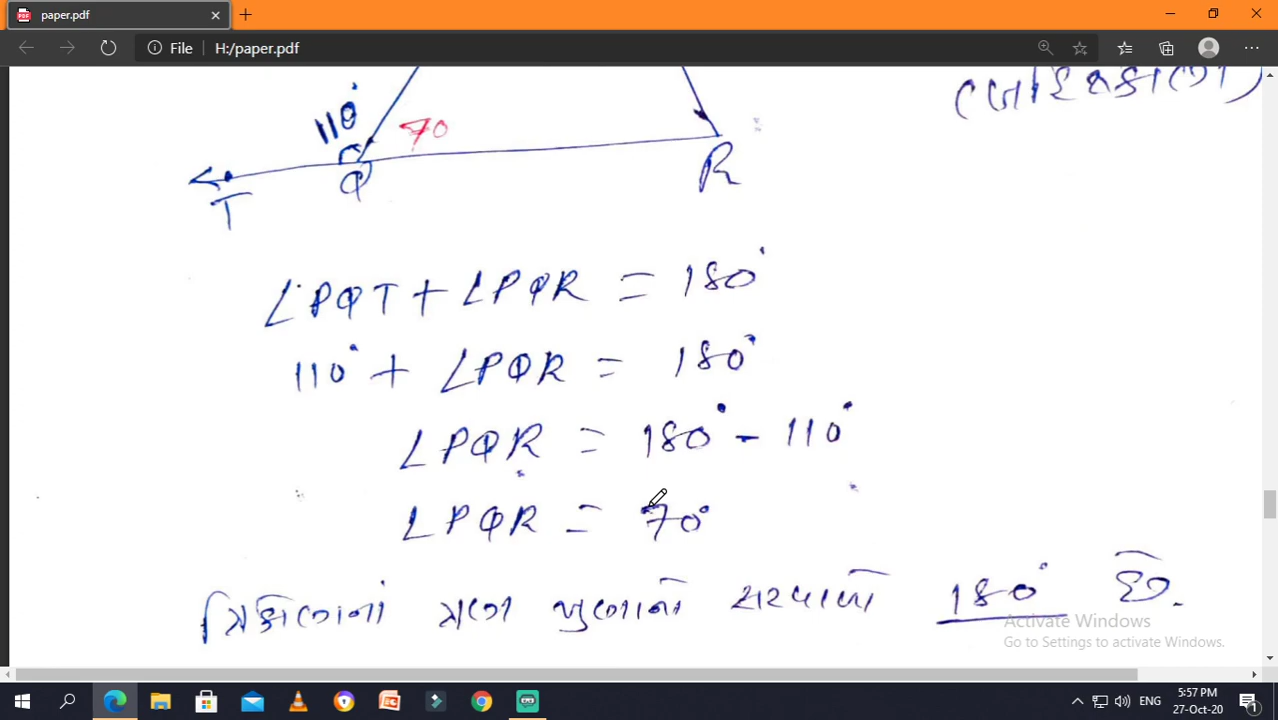 paper.pdf
File H:/paper.pdf
110°
70
T
Q
R
∠PQT + ∠PQR = 180°
110° + ∠PQR = 180°
∠PQR = 180° - 110°
∠PQR = 70°
ત્રિકોણના ત્રણે ખુણાનો સરવાળો 180° છે.
Activate Windows
Go to Settings to activate Windows.
ENG
5:57 PM
27-Oct-20